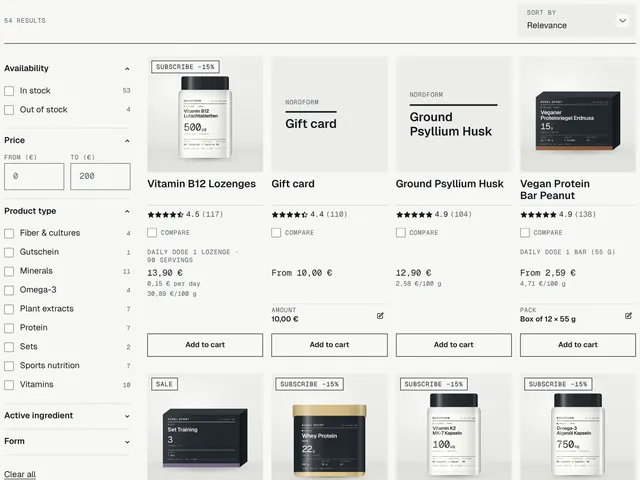 54 RESULTS
SORT BY
Relevance
Availability
In stock 53
Out of stock 4
Price
FROM (€) TO (€)
0 200
Product type
Fiber & cultures 4
Gutschein 1
Minerals 11
Omega-3 4
Plant extracts 7
Protein 7
Sets 2
Sports nutrition 7
Vitamins 10
Active ingredient
Form
Clear all
SUBSCRIBE −15%
Vitamin B12
Lutschtabletten
500
Vitamin B12 Lozenges
4.5 (117)
COMPARE
DAILY DOSE 1 LOZENGE ·
90 SERVINGS
13,90 €
0,15 € per day
30,89 €/100 g
Add to cart
NORDFORM
Gift card
Gift card
4.4 (110)
COMPARE
From 10,00 €
AMOUNT
10,00 €
Add to cart
NORDFORM
Ground
Psyllium Husk
Ground Psyllium Husk
4.9 (104)
COMPARE
12,90 €
2,58 €/100 g
Add to cart
Veganer
Proteinriegel Erdnuss
15
Vegan Protein
Bar Peanut
4.9 (138)
COMPARE
DAILY DOSE 1 BAR (55 G)
From 2,59 €
4,71 €/100 g
PACK
Box of 12 × 55 g
Add to cart
SALE
Set Training
3
SUBSCRIBE −15%
Whey Protein
22
SUBSCRIBE −15%
Vitamin K2
MK-7 Kapseln
100
SUBSCRIBE −15%
Omega-3
Algenöl Kapseln
750